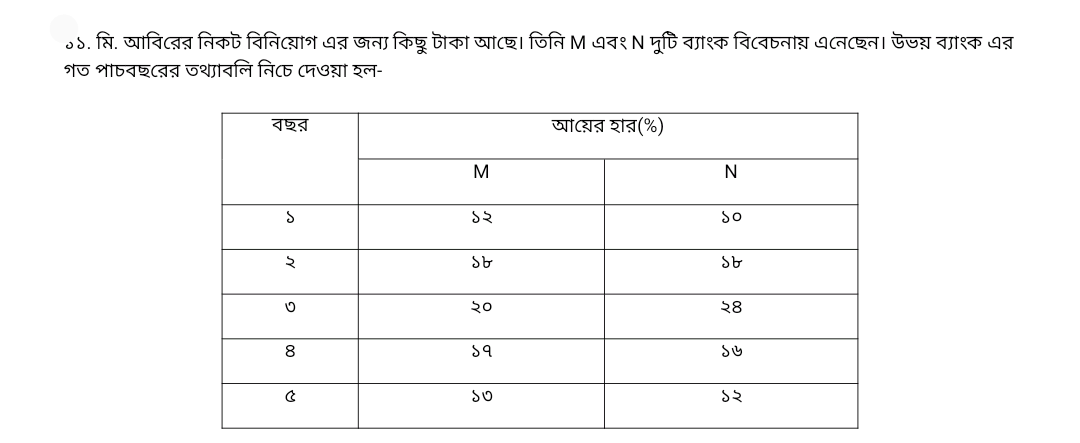 ১১. মি. আবিরের নিকট বিনিয়োগ এর জন্য কিছু টাকা আছে। তিনি M এবং N দুটি ব্যাংক বিবেচনায় এনেছেন। উভয় ব্যাংক এর
গত পাচবছরের তথ্যাবলি নিচে দেওয়া হল-
বছর আয়ের হার(%)
M N
১ ১২ ১০
২ ১৮ ১৮
৩ ২০ ২৪
৪ ১৭ ১৬
৫ ১৩ ১২